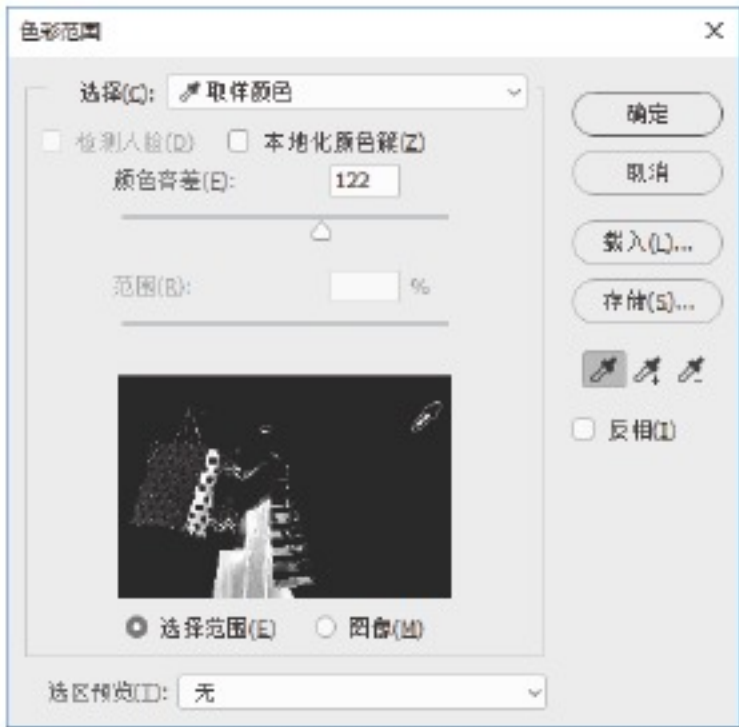 色彩范围
选择(C): 取样颜色
检测人脸(D) 本地化颜色簇(Z)
颜色容差(F): 122
范围(R): %
选择范围(E) 图像(M)
选区预览(T): 无
确定
取消
载入(L)...
存储(S)...
反相(I)